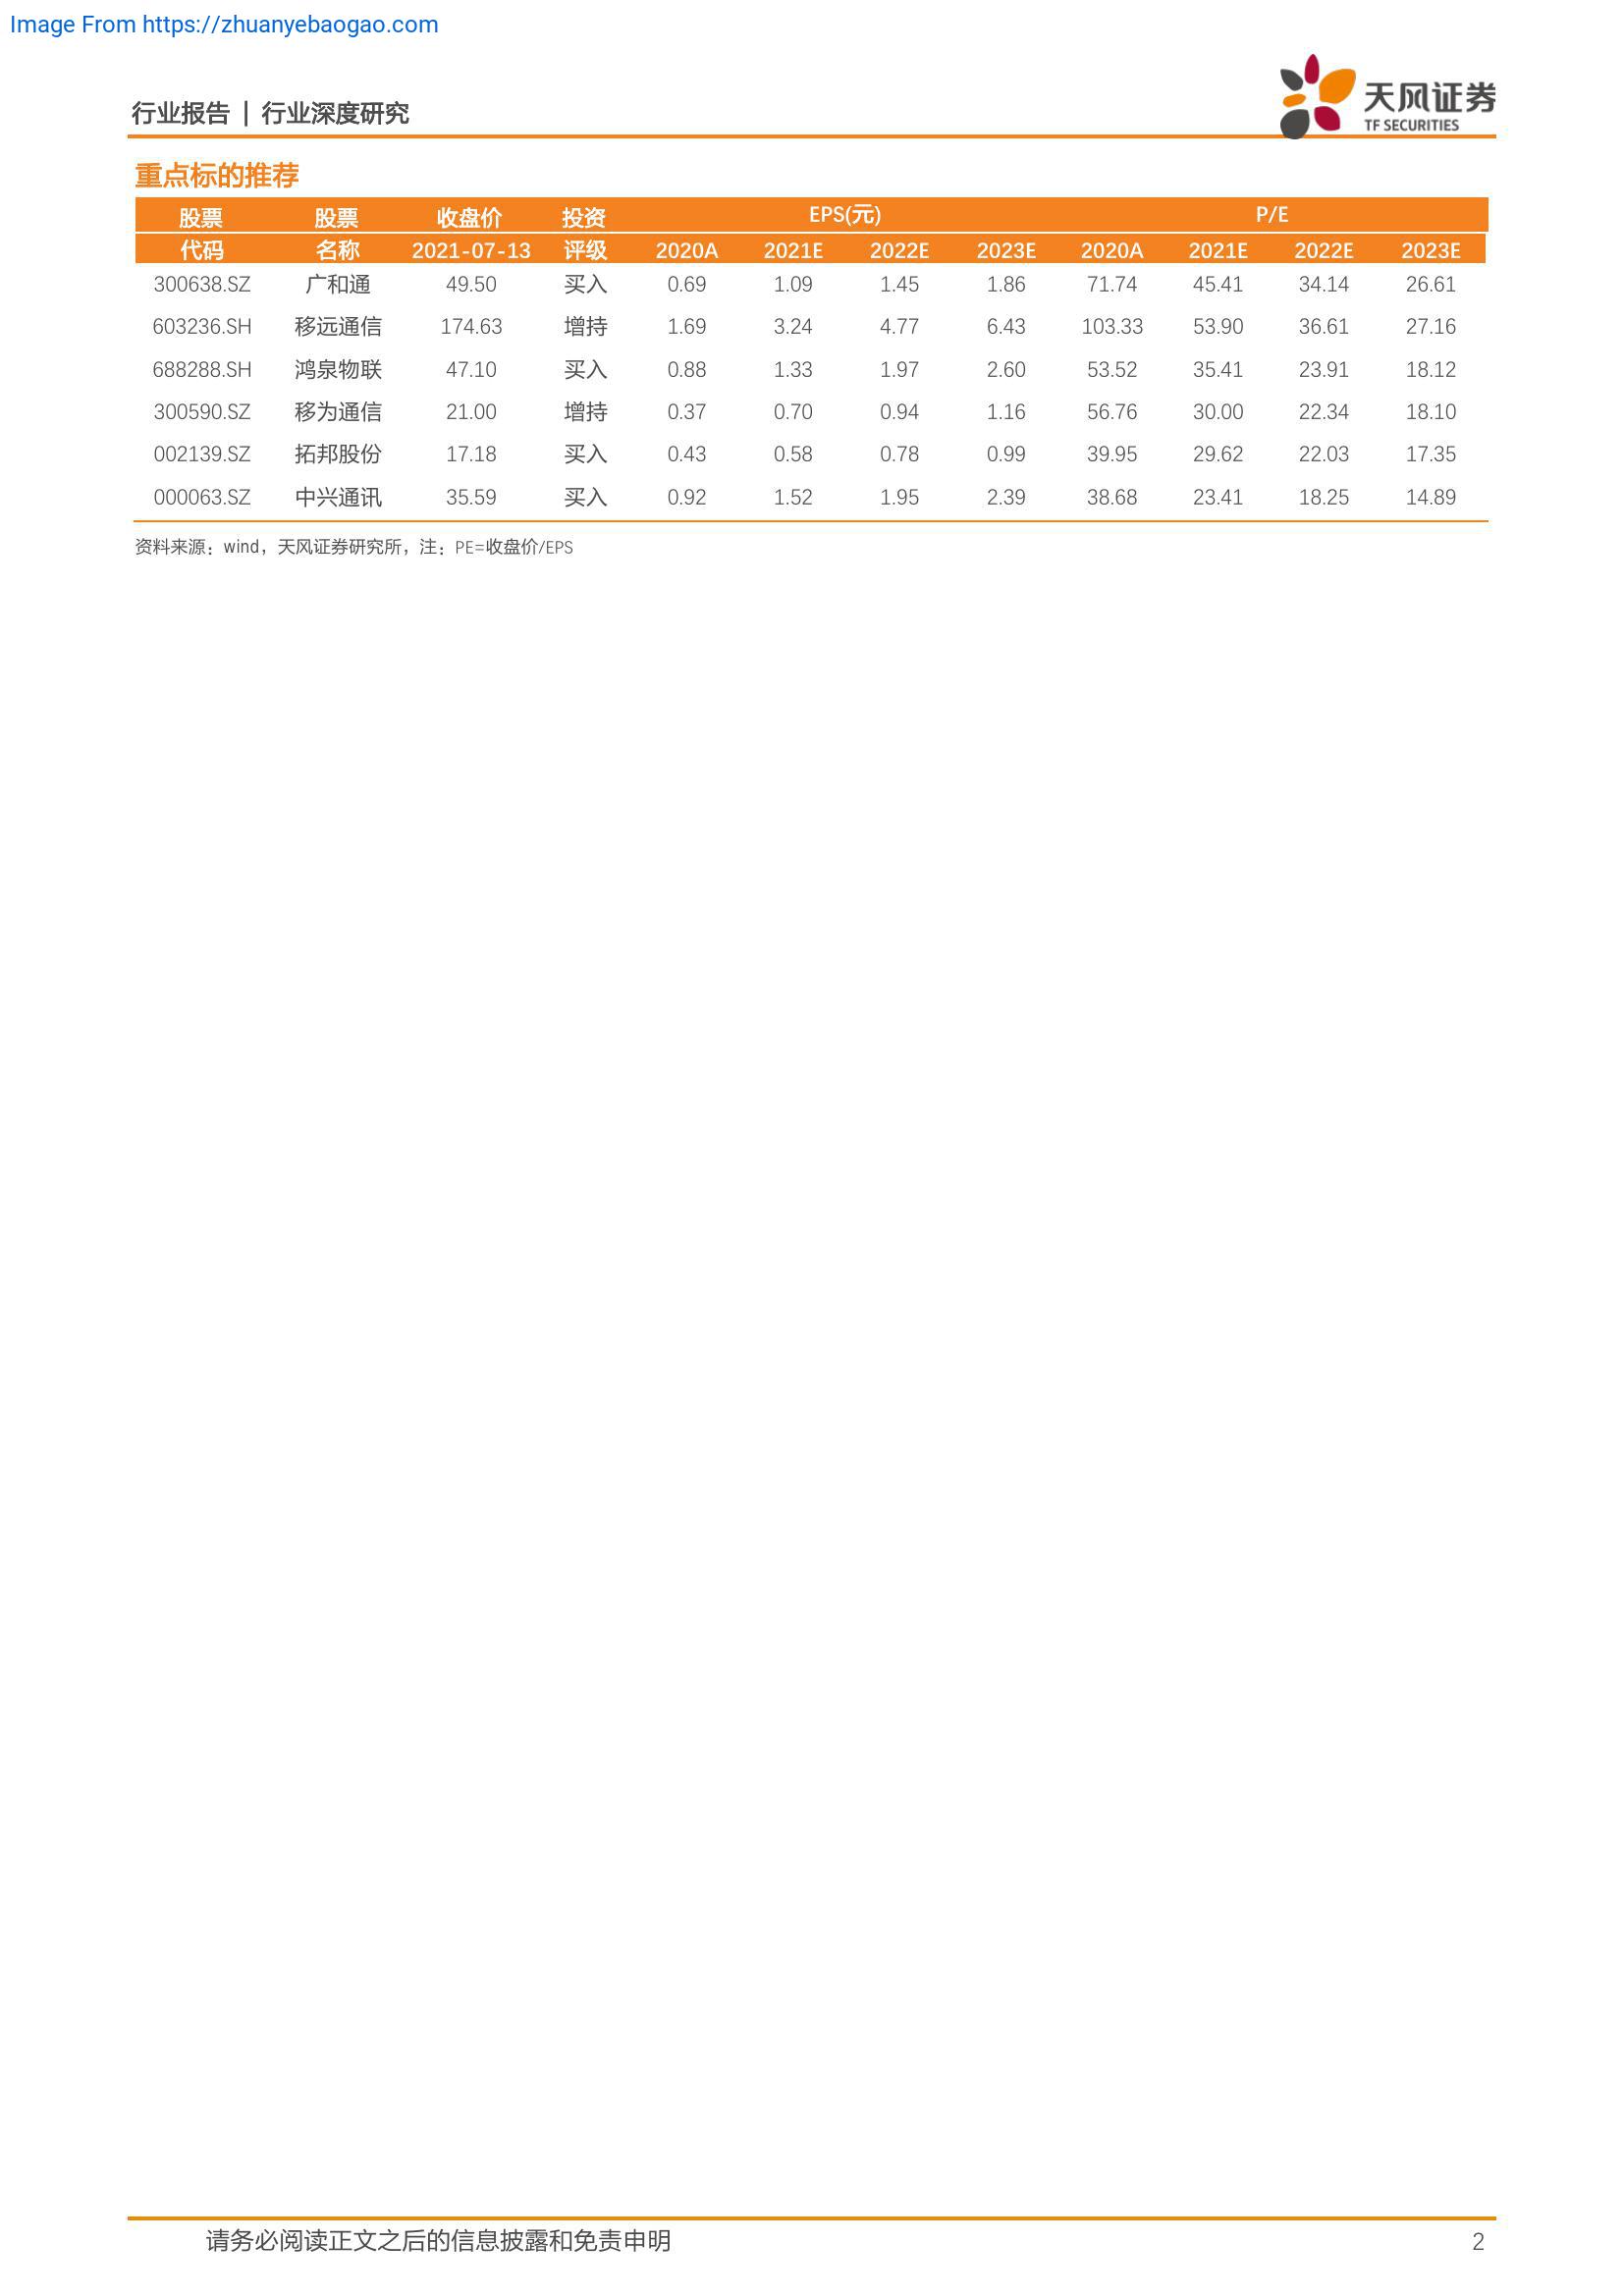 Image From https://zhuanyebaogao.com
行业报告 | 行业深度研究
天风证券
TF SECURITIES
重点标的推荐
股票 股票 收盘价 投资 EPS(元) P/E
代码 名称 2021-07-13 评级 2020A 2021E 2022E 2023E 2020A 2021E 2022E 2023E
300638.SZ 广和通 49.50 买入 0.69 1.09 1.45 1.86 71.74 45.41 34.14 26.61
603236.SH 移远通信 174.63 增持 1.69 3.24 4.77 6.43 103.33 53.90 36.61 27.16
688288.SH 鸿泉物联 47.10 买入 0.88 1.33 1.97 2.60 53.52 35.41 23.91 18.12
300590.SZ 移为通信 21.00 增持 0.37 0.70 0.94 1.16 56.76 30.00 22.34 18.10
002139.SZ 拓邦股份 17.18 买入 0.43 0.58 0.78 0.99 39.95 29.62 22.03 17.35
000063.SZ 中兴通讯 35.59 买入 0.92 1.52 1.95 2.39 38.68 23.41 18.25 14.89
资料来源：wind，天风证券研究所，注：PE=收盘价/EPS
请务必阅读正文之后的信息披露和免责申明 2